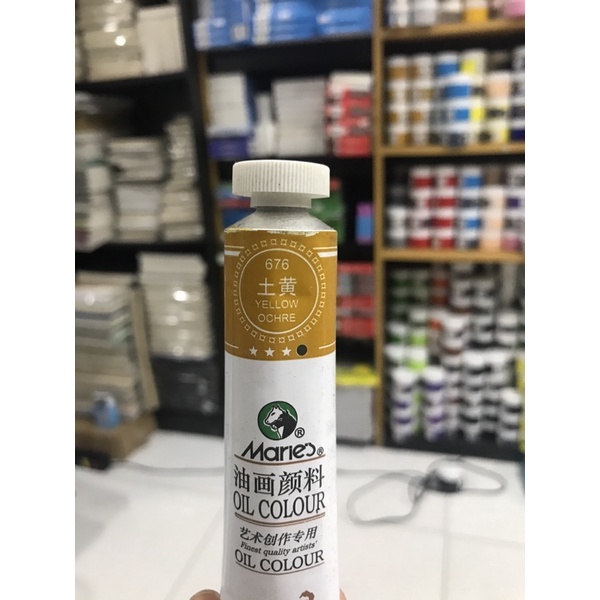 676
土黄
YELLOW
OCHRE
★★★●
Marie's®
油画颜料
OIL COLOUR
艺术创作专用
Finest quality artists'
OIL COLOUR